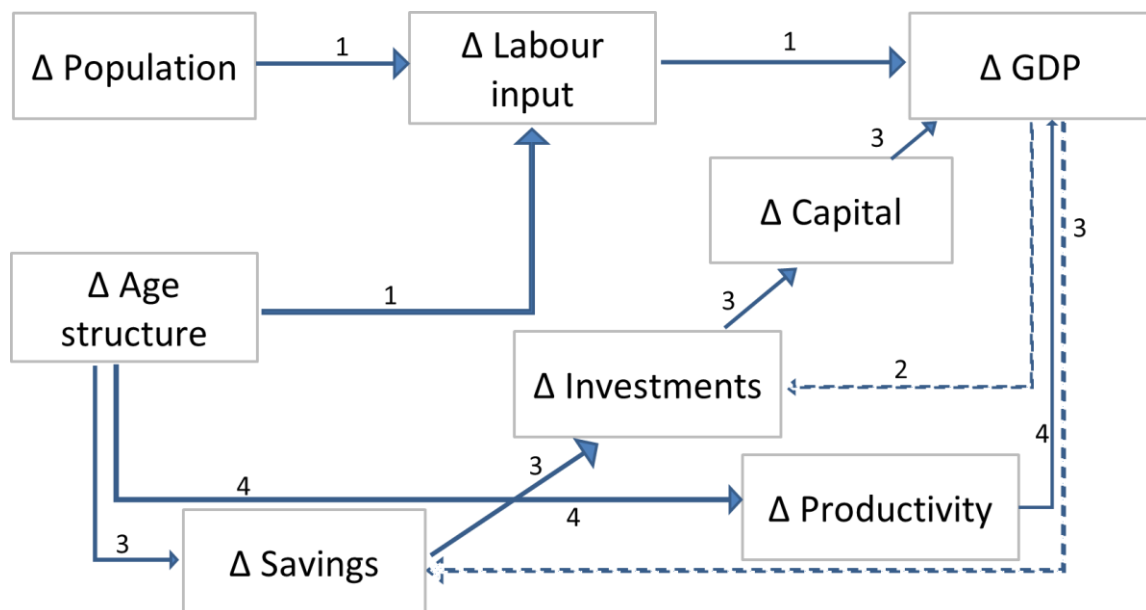 Δ Population
1
Δ Labour
input
1
Δ GDP
3
Δ Capital
3
Δ Age
structure
1
3
Δ Investments
2
3
4
4
4
Δ Productivity
3
Δ Savings